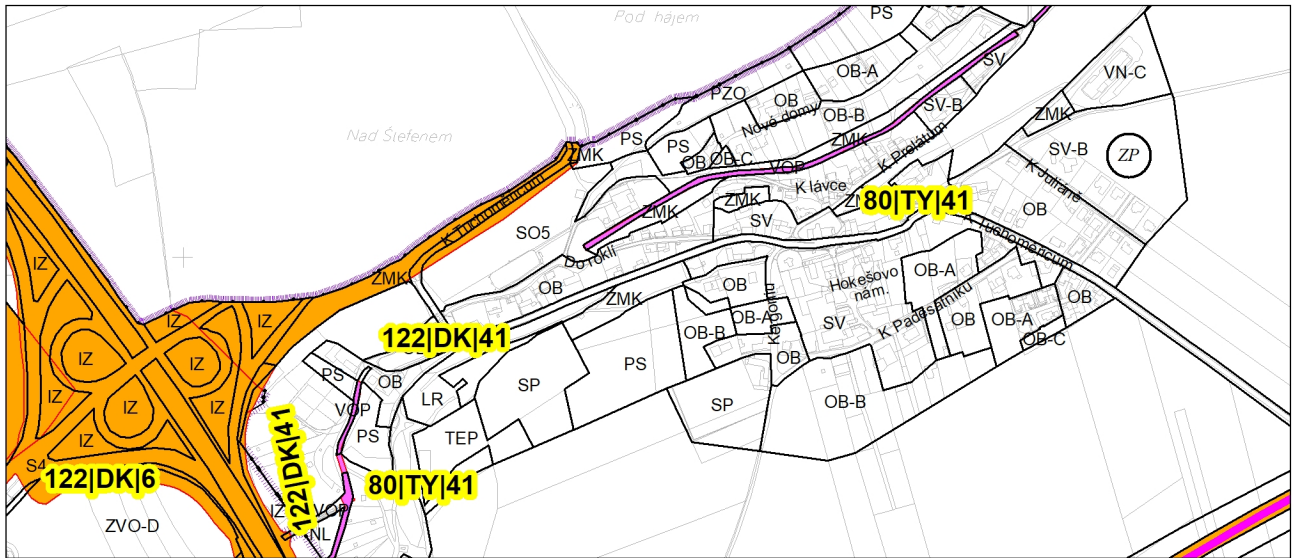 Pod hájem
PS
OB-A
SV
VN-C
PZO
OB
Nové domy
OB-B
SV-B
ZMK
Nad Šlefenem
PS
ZMK
ZMK
PS
OB
OB-C
VOP
K Prelátům
SV-B
ZP
K Tuchoměřicům
K lávce
K Juliáně
ZMK
80|TY|41
OB
SO5
ZMK
SV
K Tuchoměřicům
Do roklí
ZMK
OB
ZMK
OB
Hokešovo
nám.
OB-A
IZ
IZ
IZ
OB-A
SV
K Padesátníku
OB
OB-A
OB
OB-B
OB-C
122|DK|41
IZ
IZ
PS
OB
SP
PS
OB
IZ
IZ
IZ
VOP
LR
SP
OB-B
IZ
PS
TEP
S4
122|DK|6
122|DK|41
80|TY|41
IZ
VOP
NL
ZVO-D